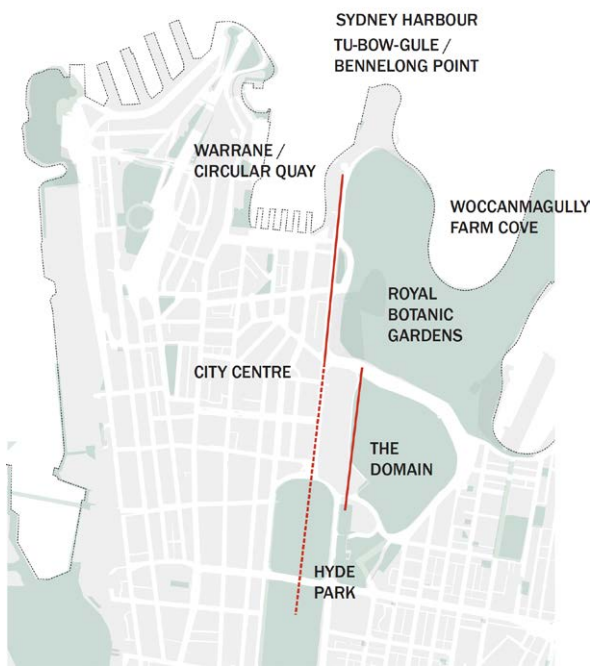 SYDNEY HARBOUR
TU-BOW-GULE /
BENNELONG POINT
WARRANE /
CIRCULAR QUAY
WOCCANMAGULLY
FARM COVE
ROYAL
BOTANIC
GARDENS
CITY CENTRE
THE
DOMAIN
HYDE
PARK